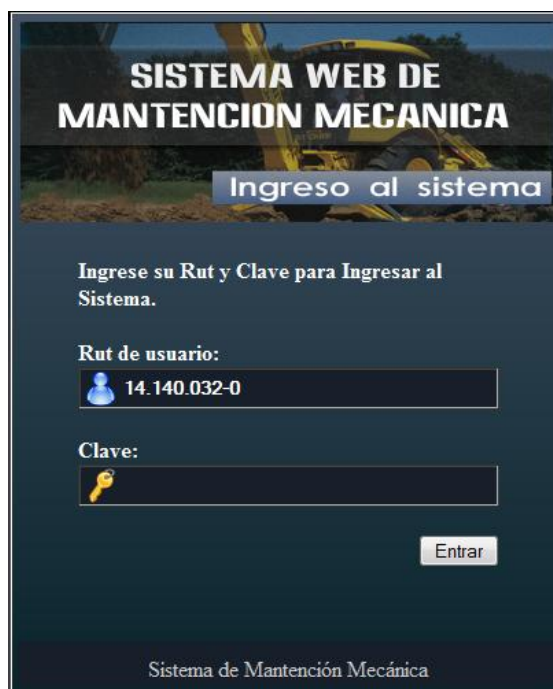 SISTEMA WEB DE
MANTENCION MECANICA
Ingreso al sistema
Ingrese su Rut y Clave para Ingresar al
Sistema.
Rut de usuario:
14.140.032-0
Clave:
Entrar
Sistema de Mantención Mecánica